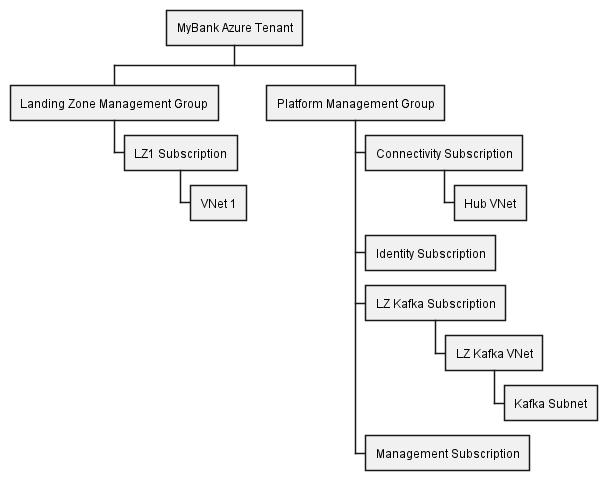 MyBank Azure Tenant
Landing Zone Management Group
Platform Management Group
LZ1 Subscription
Connectivity Subscription
VNet 1
Hub VNet
Identity Subscription
LZ Kafka Subscription
LZ Kafka VNet
Kafka Subnet
Management Subscription